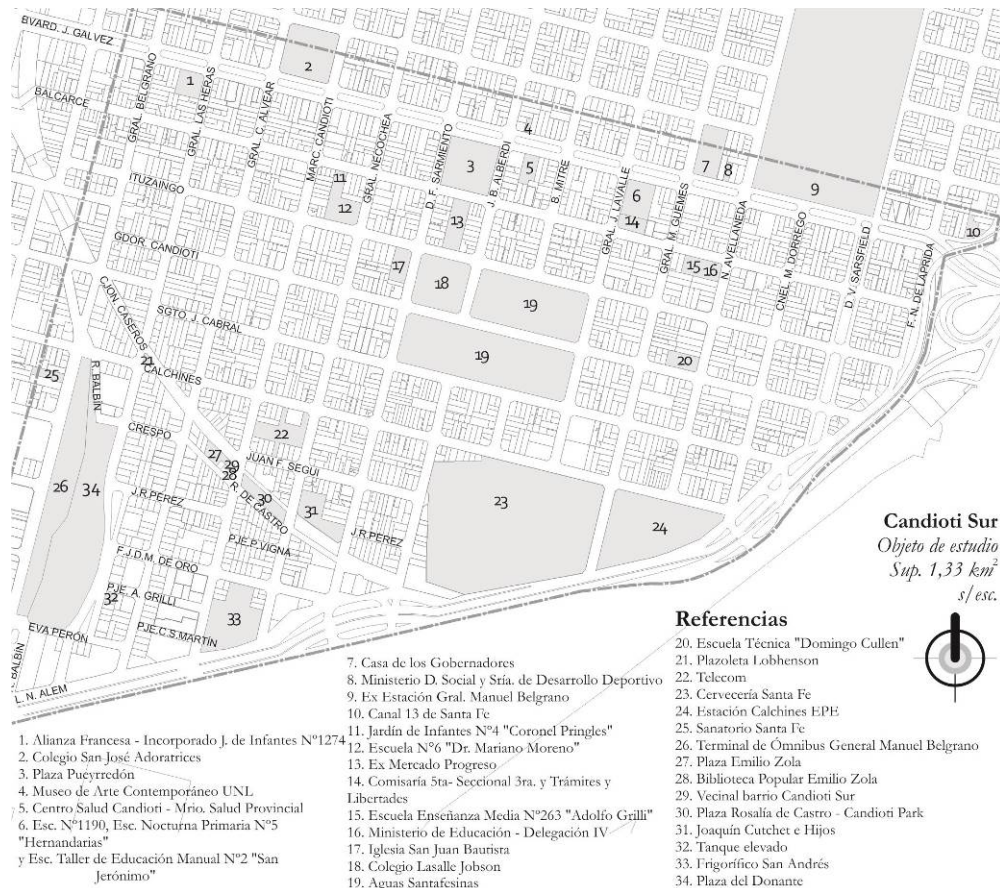 BVARD. J. GALVEZ
BALCARCE
GRAL. BELGRANO
GRAL. LAS HERAS
GRAL. C. ALVEAR
MARC. CANDIOTI
GRAL. NECOCHEA
D. F. SARMIENTO
J. B. ALBERDI
B. MITRE
GRAL. J. LAVALLE
GRAL. M. GUEMES
N. AVELLANEDA
CNEL. M. DORREGO
D. V. SARSFIELD
F. N. DE LAPRIDA
ITUZAINGO
GDOR. CANDIOTI
SGTO. J. CABRAL
CJON. CASEROS
CALCHINES
R. BALBÍN
CRESPO
JUAN F. SEGUI
R. DE CASTRO
J.R.PEREZ
J.R.PEREZ
PJE.P.VIGNA
F.J.D.M. DE ORO
PJE. A. GRILLI
PJE.C.S.MARTÍN
EVA PERÓN
BALBÍN
L. N. ALEM
1
2
3
4
5
6
7
8
9
10
11
12
13
14
15
16
17
18
19
19
20
21
22
23
24
25
26
27
28
29
30
31
32
33
34
Candioti Sur
Objeto de estudio
Sup. 1,33 km²
s/esc.
Referencias
1. Alianza Francesa - Incorporado J. de Infantes Nº1274
2. Colegio San José Adoratrices
3. Plaza Pueyrredón
4. Museo de Arte Contemporáneo UNL
5. Centro Salud Candioti - Mrio. Salud Provincial
6. Esc. Nº1190, Esc. Nocturna Primaria Nº5
"Hernandarias"
y Esc. Taller de Educación Manual Nº2 "San
Jerónimo"
7. Casa de los Gobernadores
8. Ministerio D. Social y Sría. de Desarrollo Deportivo
9. Ex Estación Gral. Manuel Belgrano
10. Canal 13 de Santa Fe
11. Jardín de Infantes Nº4 "Coronel Pringles"
12. Escuela Nº6 "Dr. Mariano Moreno"
13. Ex Mercado Progreso
14. Comisaría 5ta- Seccional 3ra. y Trámites y
Libertades
15. Escuela Enseñanza Media Nº263 "Adolfo Grilli"
16. Ministerio de Educación - Delegación IV
17. Iglesia San Juan Bautista
18. Colegio Lasalle Jobson
19. Aguas Santafesinas
20. Escuela Técnica "Domingo Cullen"
21. Plazoleta Lobhenson
22. Telecom
23. Cervecería Santa Fe
24. Estación Calchines EPE
25. Sanatorio Santa Fe
26. Terminal de Ómnibus General Manuel Belgrano
27. Plaza Emilio Zola
28. Biblioteca Popular Emilio Zola
29. Vecinal barrio Candioti Sur
30. Plaza Rosalía de Castro - Candioti Park
31. Joaquín Cutchet e Hijos
32. Tanque elevado
33. Frigorífico San Andrés
34. Plaza del Donante